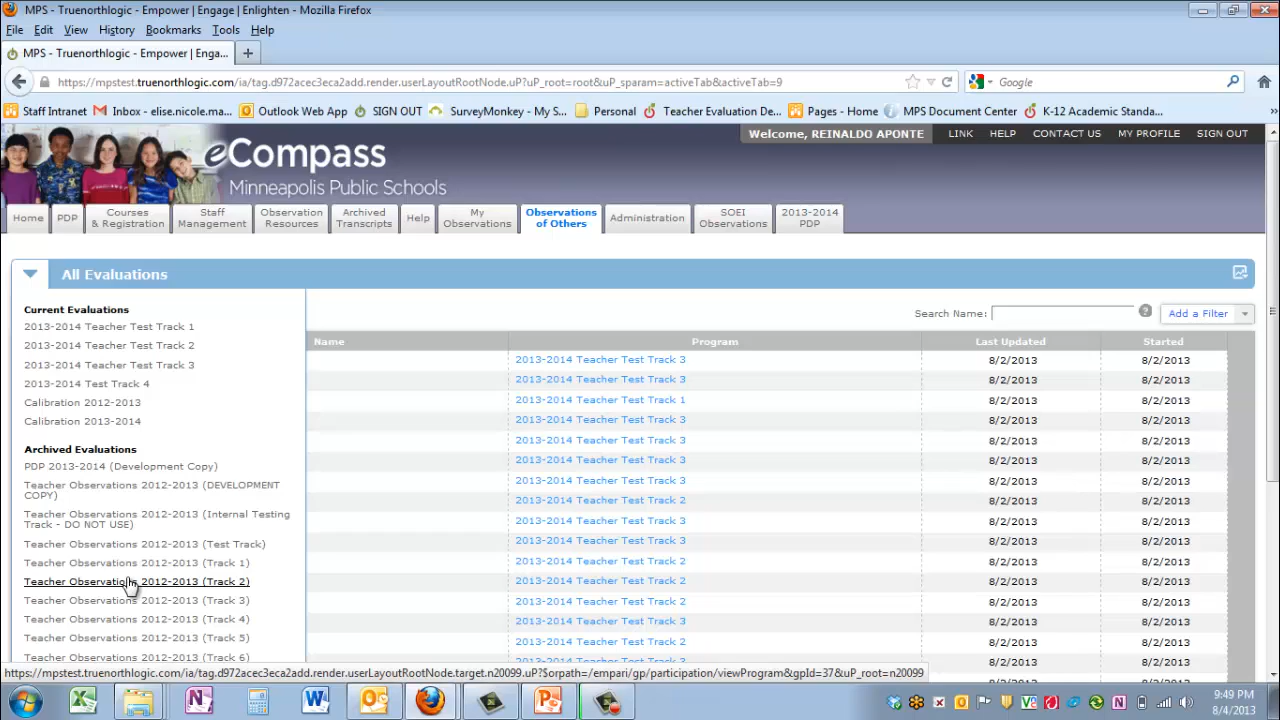 MPS - Truenorthlogic - Empower | Engage | Enlighten - Mozilla Firefox
File Edit View History Bookmarks Tools Help
MPS - Truenorthlogic - Empower | Enga... +
https://mpstest.truenorthlogic.com/ia/tag.d972acec3eca2add.render.userLayoutRootNode.uP?uP_root=root&uP_sparam=activeTab&activeTab=9 Google
Staff Intranet Inbox - elise.nicole.ma... Outlook Web App SIGN OUT SurveyMonkey - My S... Personal Teacher Evaluation De... Pages - Home MPS Document Center K-12 Academic Standa...
Welcome, REINALDO APONTE LINK HELP CONTACT US MY PROFILE SIGN OUT
eCompass
Minneapolis Public Schools
Home PDP Courses & Registration Staff Management Observation Resources Archived Transcripts Help My Observations Observations of Others Administration SOEI Observations 2013-2014 PDP
All Evaluations
Current Evaluations
2013-2014 Teacher Test Track 1
2013-2014 Teacher Test Track 2
2013-2014 Teacher Test Track 3
2013-2014 Test Track 4
Calibration 2012-2013
Calibration 2013-2014
Archived Evaluations
PDP 2013-2014 (Development Copy)
Teacher Observations 2012-2013 (DEVELOPMENT
COPY)
Teacher Observations 2012-2013 (Internal Testing
Track - DO NOT USE)
Teacher Observations 2012-2013 (Test Track)
Teacher Observations 2012-2013 (Track 1)
Teacher Observations 2012-2013 (Track 2)
Teacher Observations 2012-2013 (Track 3)
Teacher Observations 2012-2013 (Track 4)
Teacher Observations 2012-2013 (Track 5)
Teacher Observations 2012-2013 (Track 6)
Search Name: ? Add a Filter
Name Program Last Updated Started
2013-2014 Teacher Test Track 3 8/2/2013 8/2/2013
2013-2014 Teacher Test Track 3 8/2/2013 8/2/2013
2013-2014 Teacher Test Track 1 8/2/2013 8/2/2013
2013-2014 Teacher Test Track 3 8/2/2013 8/2/2013
2013-2014 Teacher Test Track 3 8/2/2013 8/2/2013
2013-2014 Teacher Test Track 3 8/2/2013 8/2/2013
2013-2014 Teacher Test Track 3 8/2/2013 8/2/2013
2013-2014 Teacher Test Track 2 8/2/2013 8/2/2013
2013-2014 Teacher Test Track 3 8/2/2013 8/2/2013
2013-2014 Teacher Test Track 3 8/2/2013 8/2/2013
2013-2014 Teacher Test Track 2 8/2/2013 8/2/2013
2013-2014 Teacher Test Track 2 8/2/2013 8/2/2013
2013-2014 Teacher Test Track 2 8/2/2013 8/2/2013
2013-2014 Teacher Test Track 3 8/2/2013 8/2/2013
2013-2014 Teacher Test Track 2 8/2/2013 8/2/2013
2013-2014 Teacher Test Track 3 8/2/2013 8/2/2013
https://mpstest.truenorthlogic.com/ia/tag.d972acec3eca2add.render.userLayoutRootNode.target.n20099.uP?$orpath=/empari/gp/participation/viewProgram&gpId=37&uP_root=n20099
9:49 PM
8/4/2013